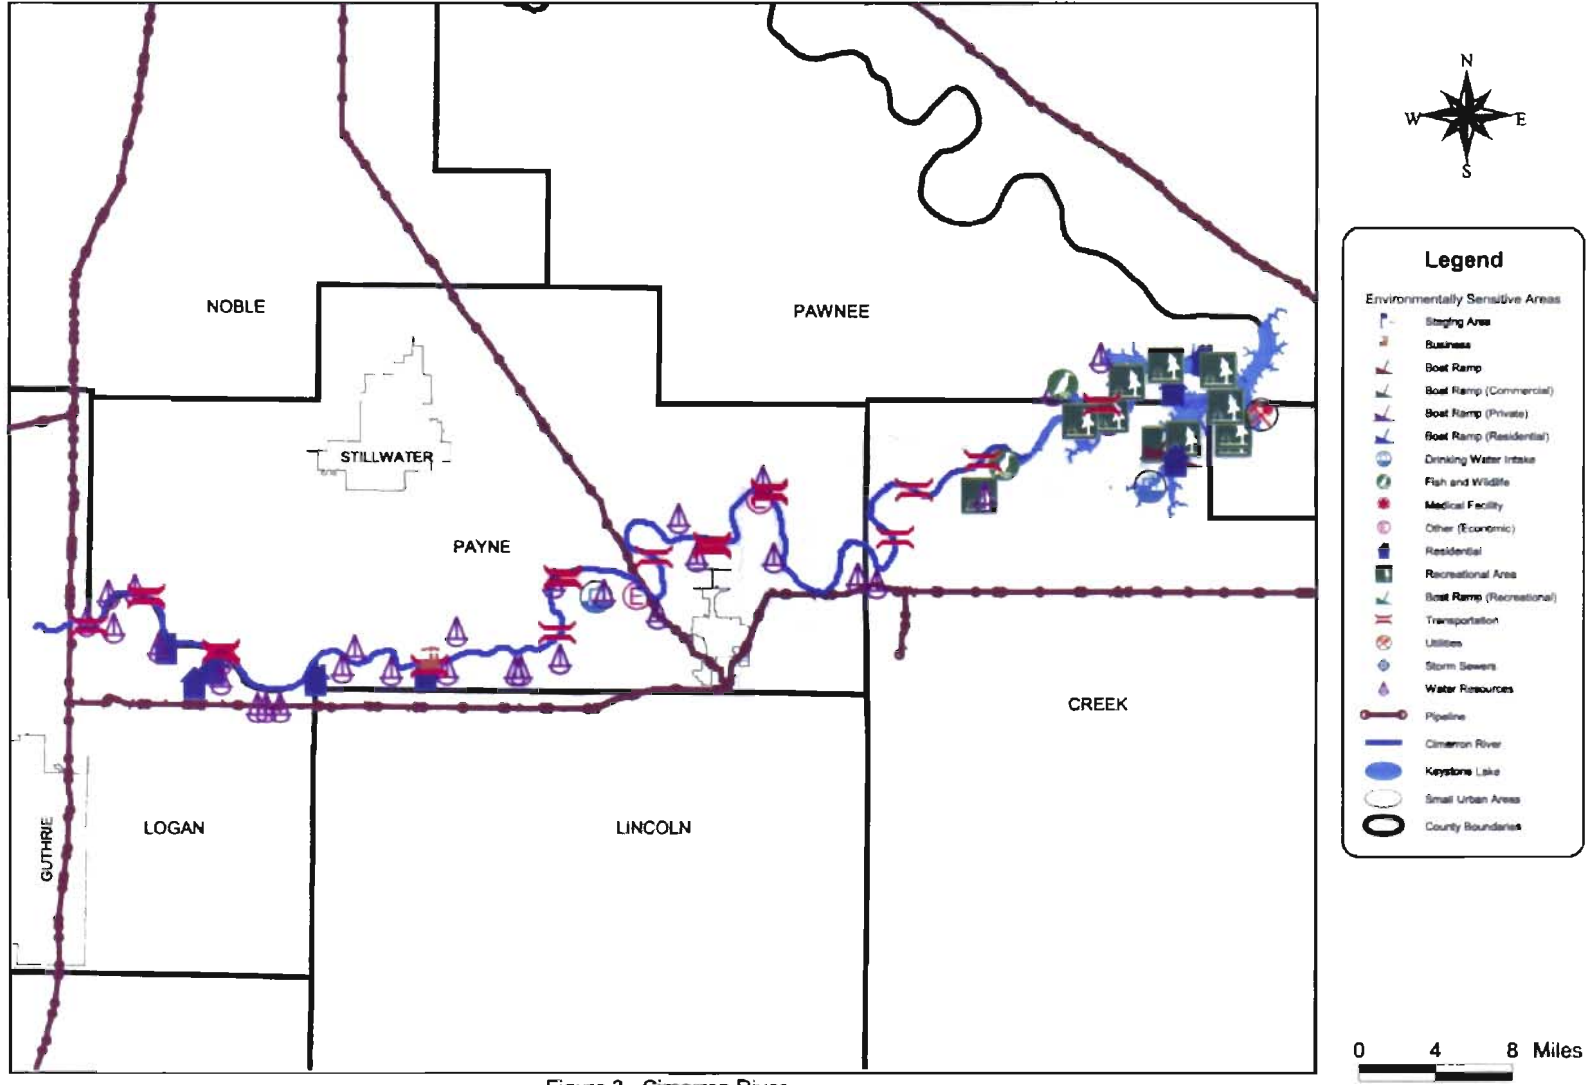 N
W E
S
NOBLE
PAWNEE
STILLWATER
PAYNE
CREEK
GUTHRIE
LOGAN
LINCOLN
E
E
Legend
Environmentally Sensitive Areas
Staging Area
Business
Boat Ramp
Boat Ramp (Commercial)
Boat Ramp (Private)
Boat Ramp (Residential)
Drinking Water Intake
Fish and Wildlife
Medical Facility
Other (Economic)
Residential
Recreational Area
Boat Ramp (Recreational)
Transportation
Utilities
Storm Sewers
Water Resources
Pipeline
Cimarron River
Keystone Lake
Small Urban Areas
County Boundaries
0 4 8 Miles
Cimarron River